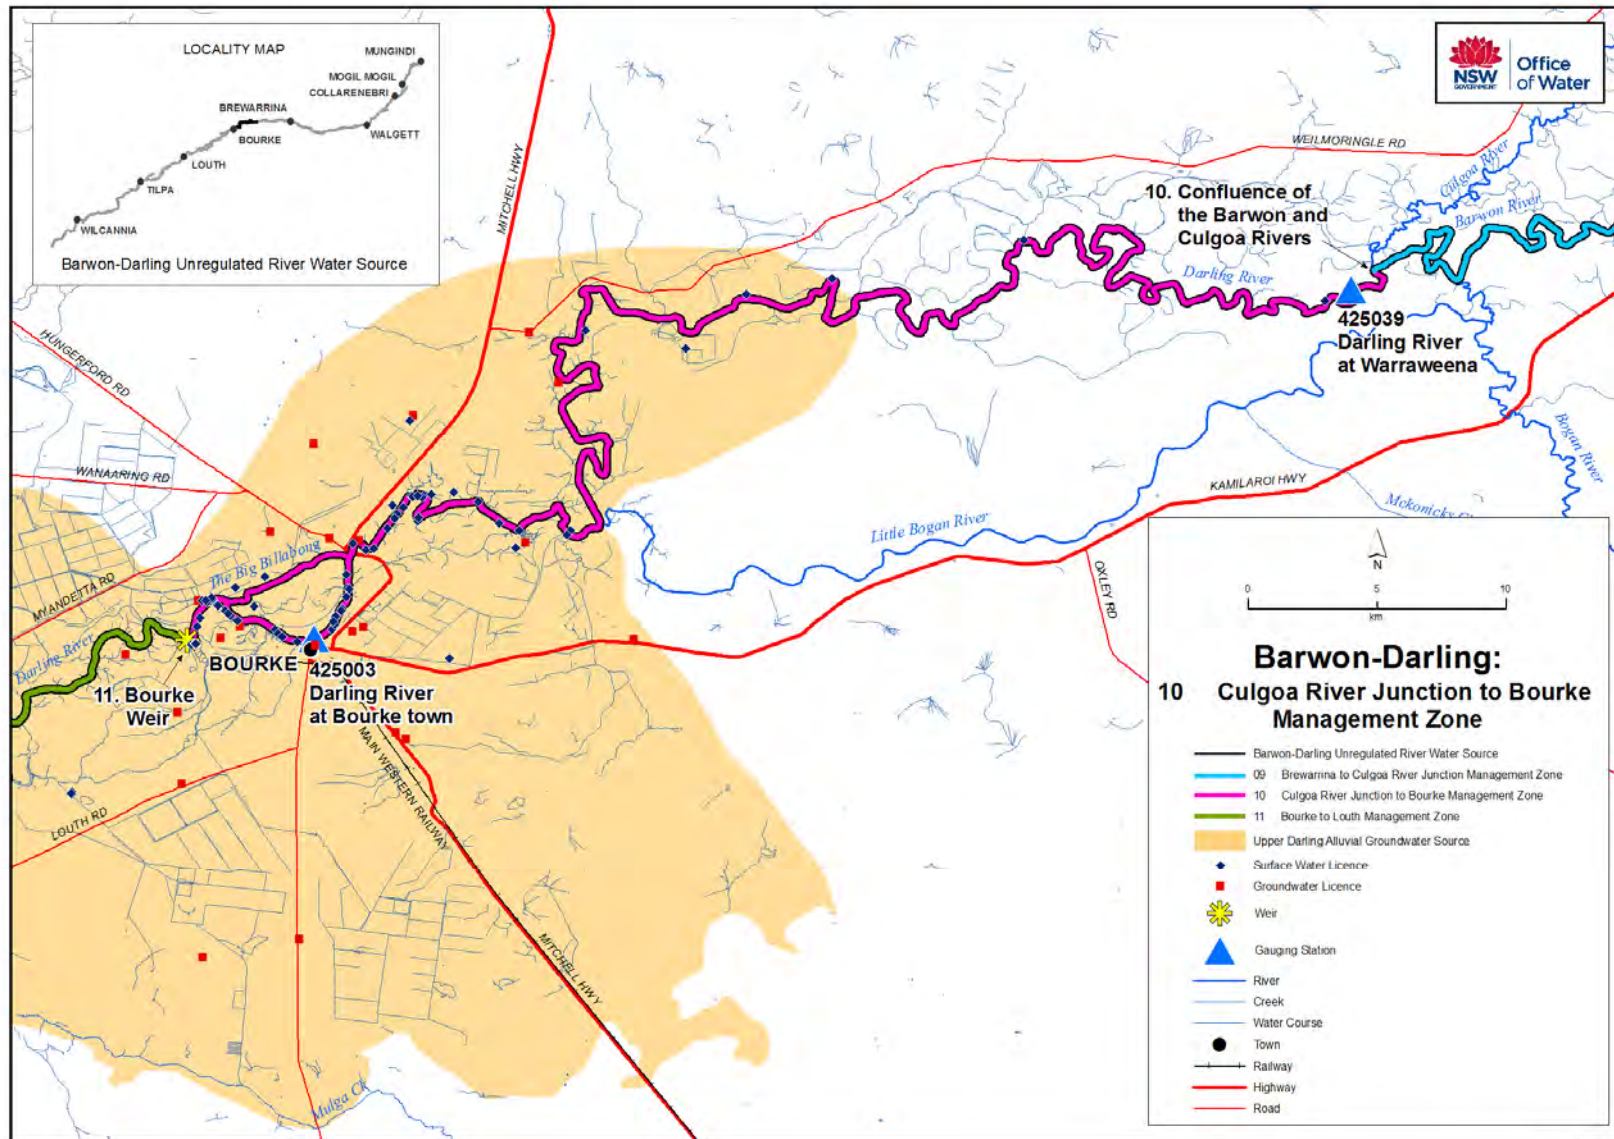 LOCALITY MAP
MUNGINDI
MOGIL MOGIL
COLLARENEBRI
BREWARRINA
WALGETT
BOURKE
LOUTH
TILPA
WILCANNIA
Barwon-Darling Unregulated River Water Source
NSW
GOVERNMENT
Office
of Water
MITCHELL HWY
WEILMORINGLE RD
Culgoa River
Barwon River
10. Confluence of
the Barwon and
Culgoa Rivers
Darling River
425039
Darling River
at Warraweena
HUNGERFORD RD
WANAARING RD
Bogan River
KAMILAROI HWY
Little Bogan River
OXLEY RD
The Big Billabong
MYANDETTA RD
Darling River
BOURKE
11. Bourke
Weir
425003
Darling River
at Bourke town
MAIN WESTERN RAILWAY
LOUTH RD
MITCHELL HWY
Mulga Ck
N
0 5 10
km
Barwon-Darling:
10 Culgoa River Junction to Bourke
Management Zone
Barwon-Darling Unregulated River Water Source
09 Brewarrina to Culgoa River Junction Management Zone
10 Culgoa River Junction to Bourke Management Zone
11 Bourke to Louth Management Zone
Upper Darling Alluvial Groundwater Source
Surface Water Licence
Groundwater Licence
Weir
Gauging Station
River
Creek
Water Course
Town
Railway
Highway
Road